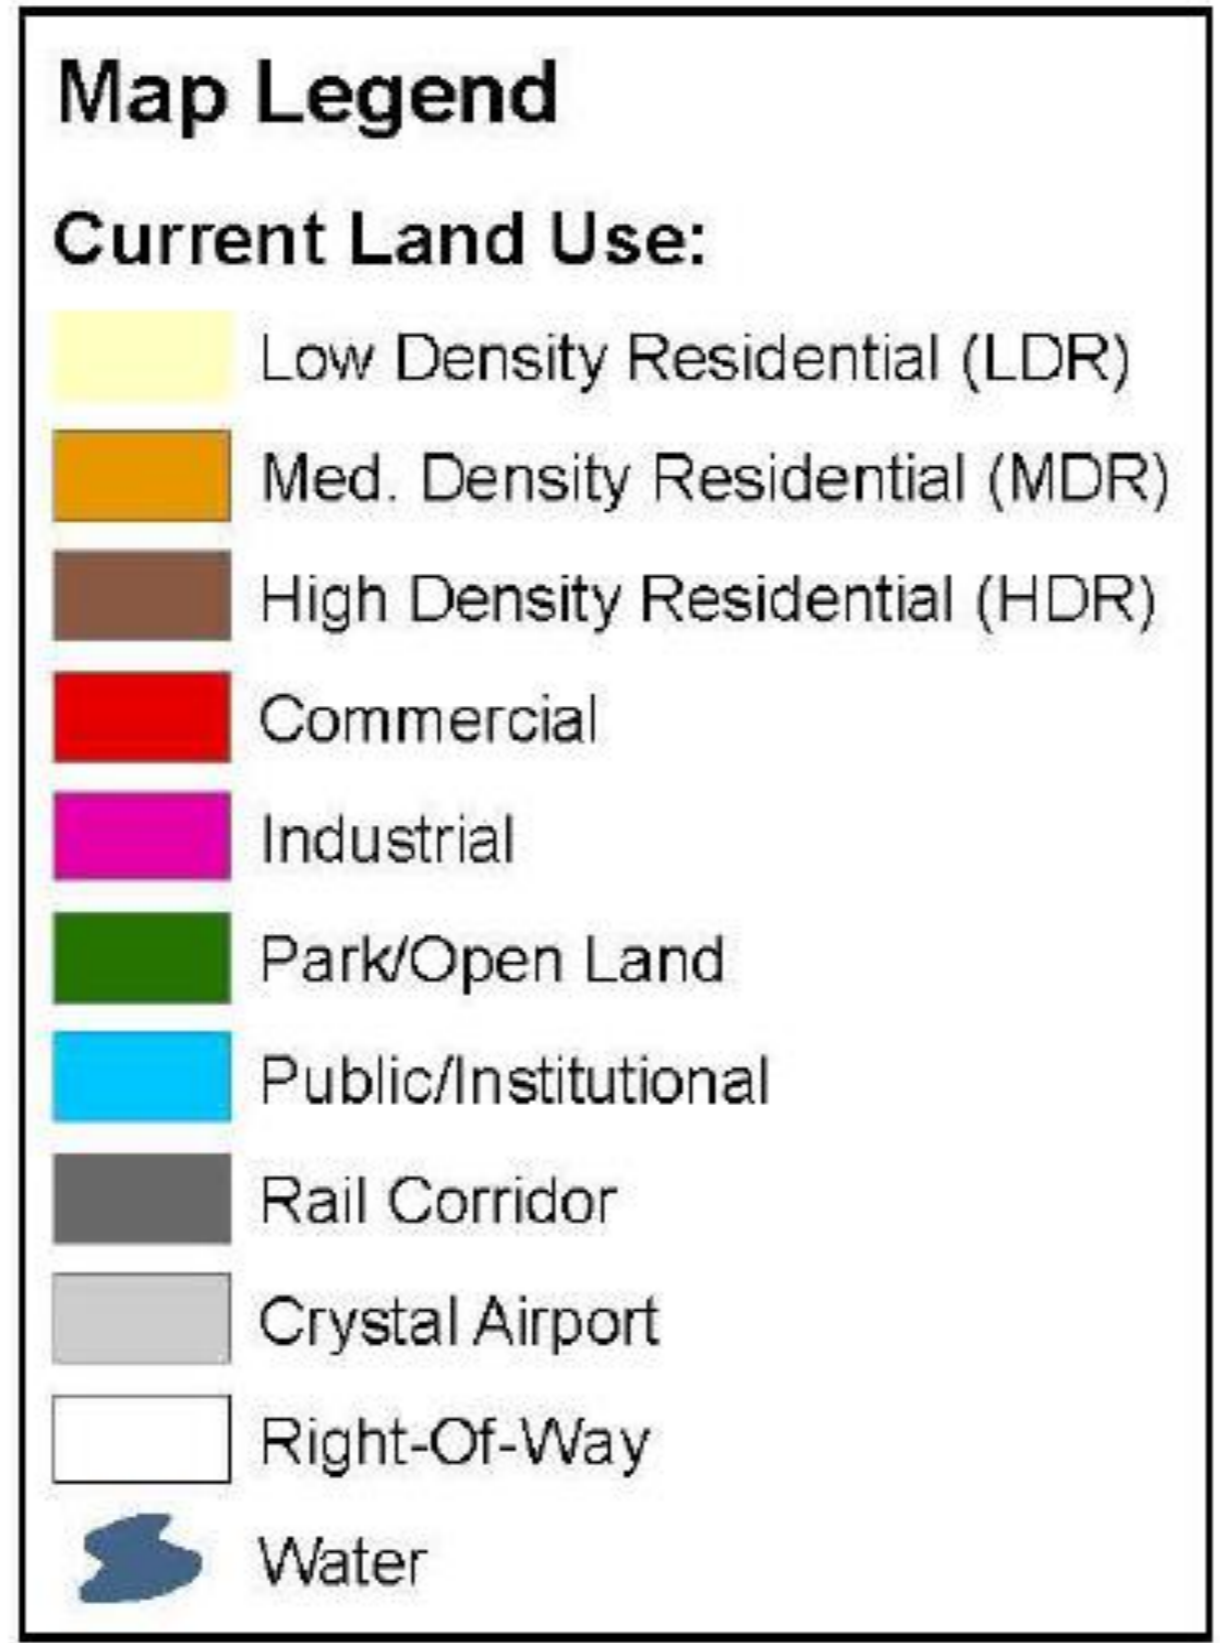 Map Legend
Current Land Use:
Low Density Residential (LDR)
Med. Density Residential (MDR)
High Density Residential (HDR)
Commercial
Industrial
Park/Open Land
Public/Institutional
Rail Corridor
Crystal Airport
Right-Of-Way
Water